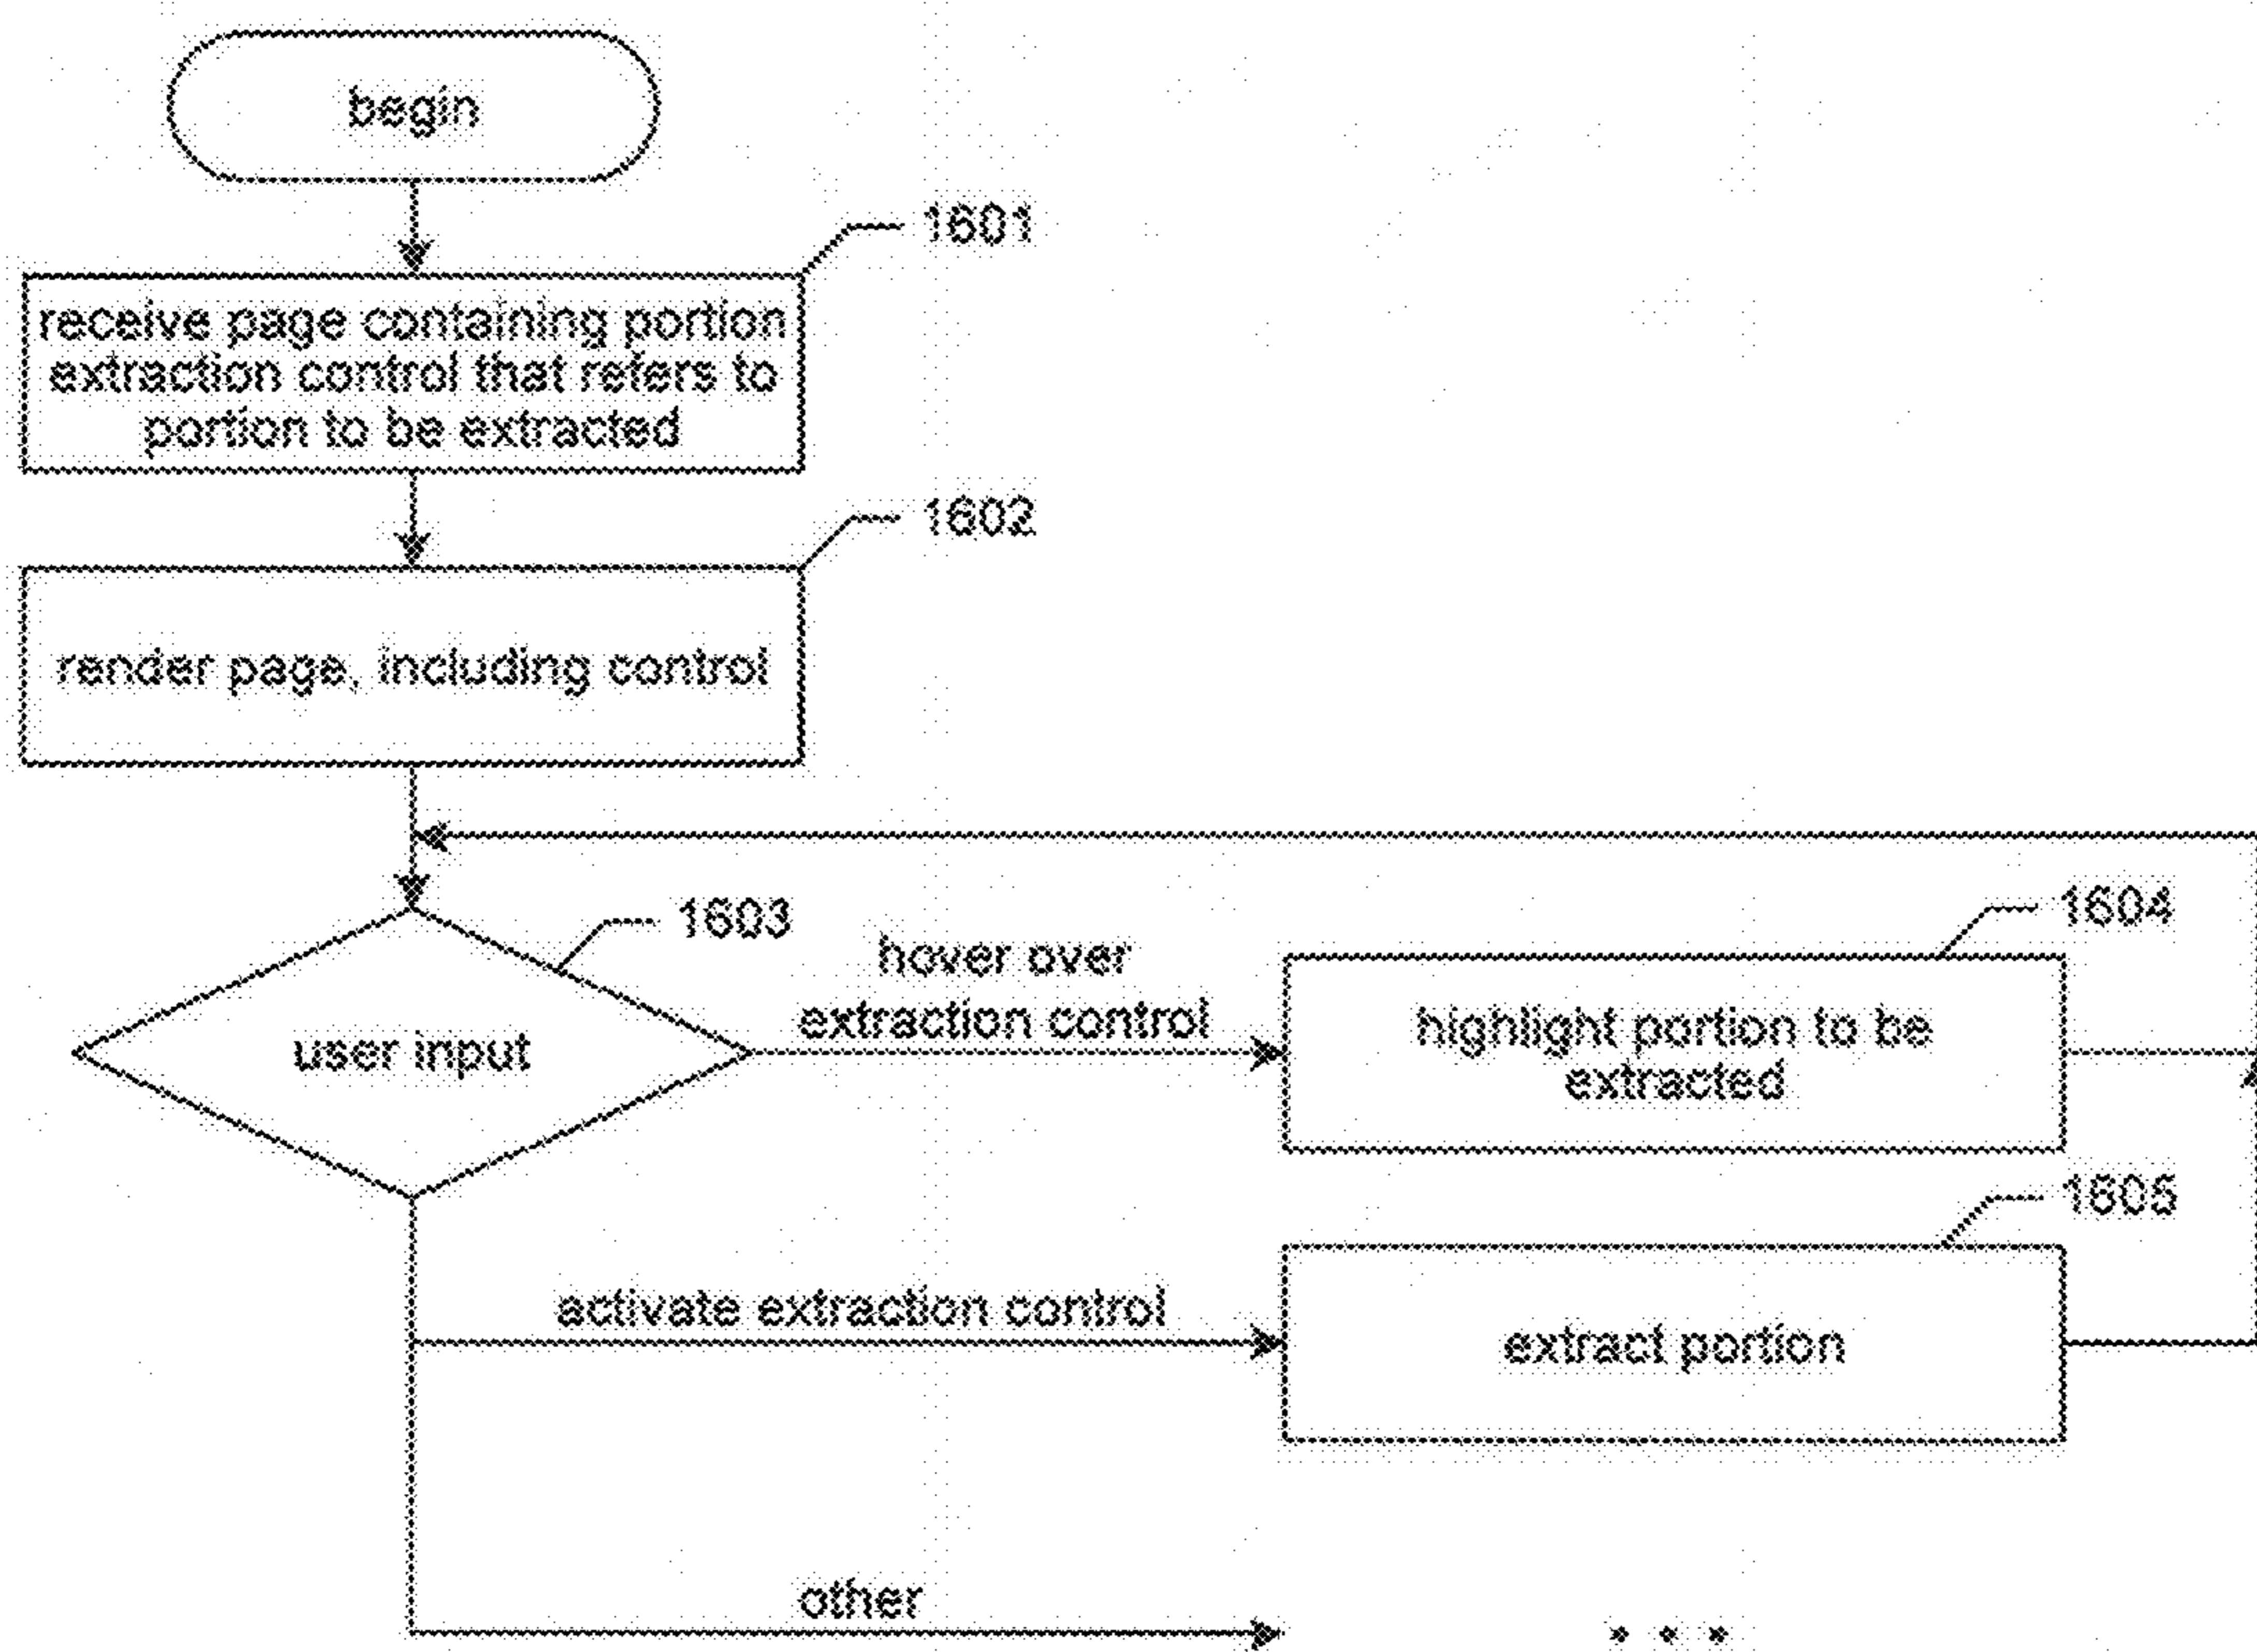 begin
1601
receive page containing portion
extraction control that refers to
portion to be extracted
1602
render page, including control
1603
user input
hover over
extraction control
1604
highlight portion to be
extracted
1605
activate extraction control
extract portion
other
• • •